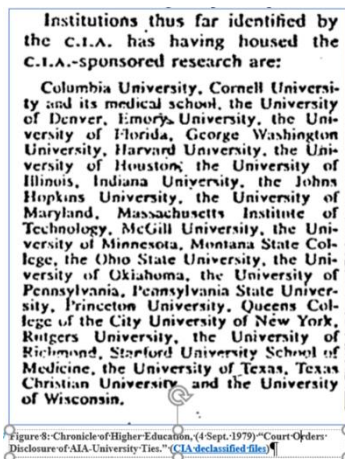 Institutions thus far identified by
the C.I.A. has having housed the
C.I.A.-sponsored research are:
Columbia University, Cornell Universi-
ty and its medical school, the University
of Denver, Emory University, the Uni-
versity of Florida, George Washington
University, Harvard University, the Uni-
versity of Houston, the University of
Illinois, Indiana University, the Johns
Hopkins University, the University of
Maryland, Massachusetts Institute of
Technology, McGill University, the Uni-
versity of Minnesota, Montana State Col-
lege, the Ohio State University, the Uni-
versity of Oklahoma, the University of
Pennsylvania, Pennsylvania State Univer-
sity, Princeton University, Queens Col-
lege of the City University of New York,
Rutgers University, the University of
Richmond, Stanford University School of
Medicine, the University of Texas, Texas
Christian University and the University
of Wisconsin.
Figure 8: Chronicle of Higher Education, (4 Sept. 1979) "Court Orders
Disclosure of AIA-University Ties." (CIA declassified files)¶